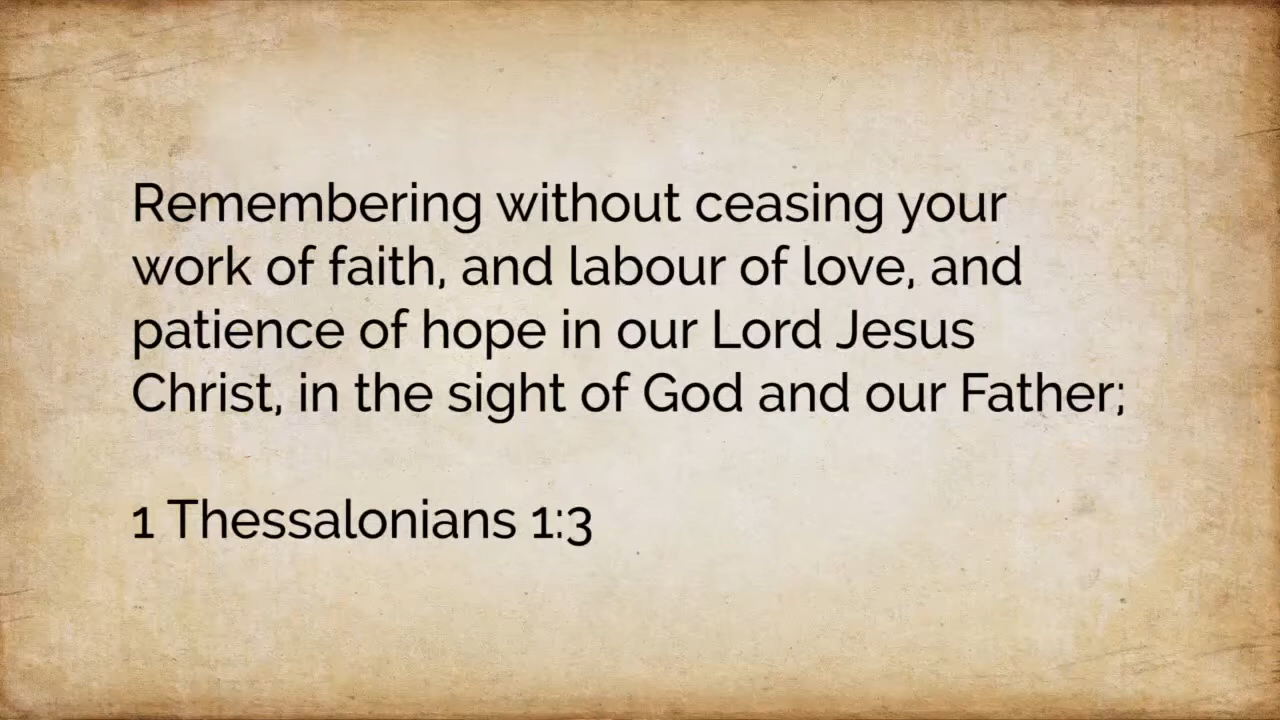 Remembering without ceasing your
work of faith, and labour of love, and
patience of hope in our Lord Jesus
Christ, in the sight of God and our Father;
1 Thessalonians 1:3